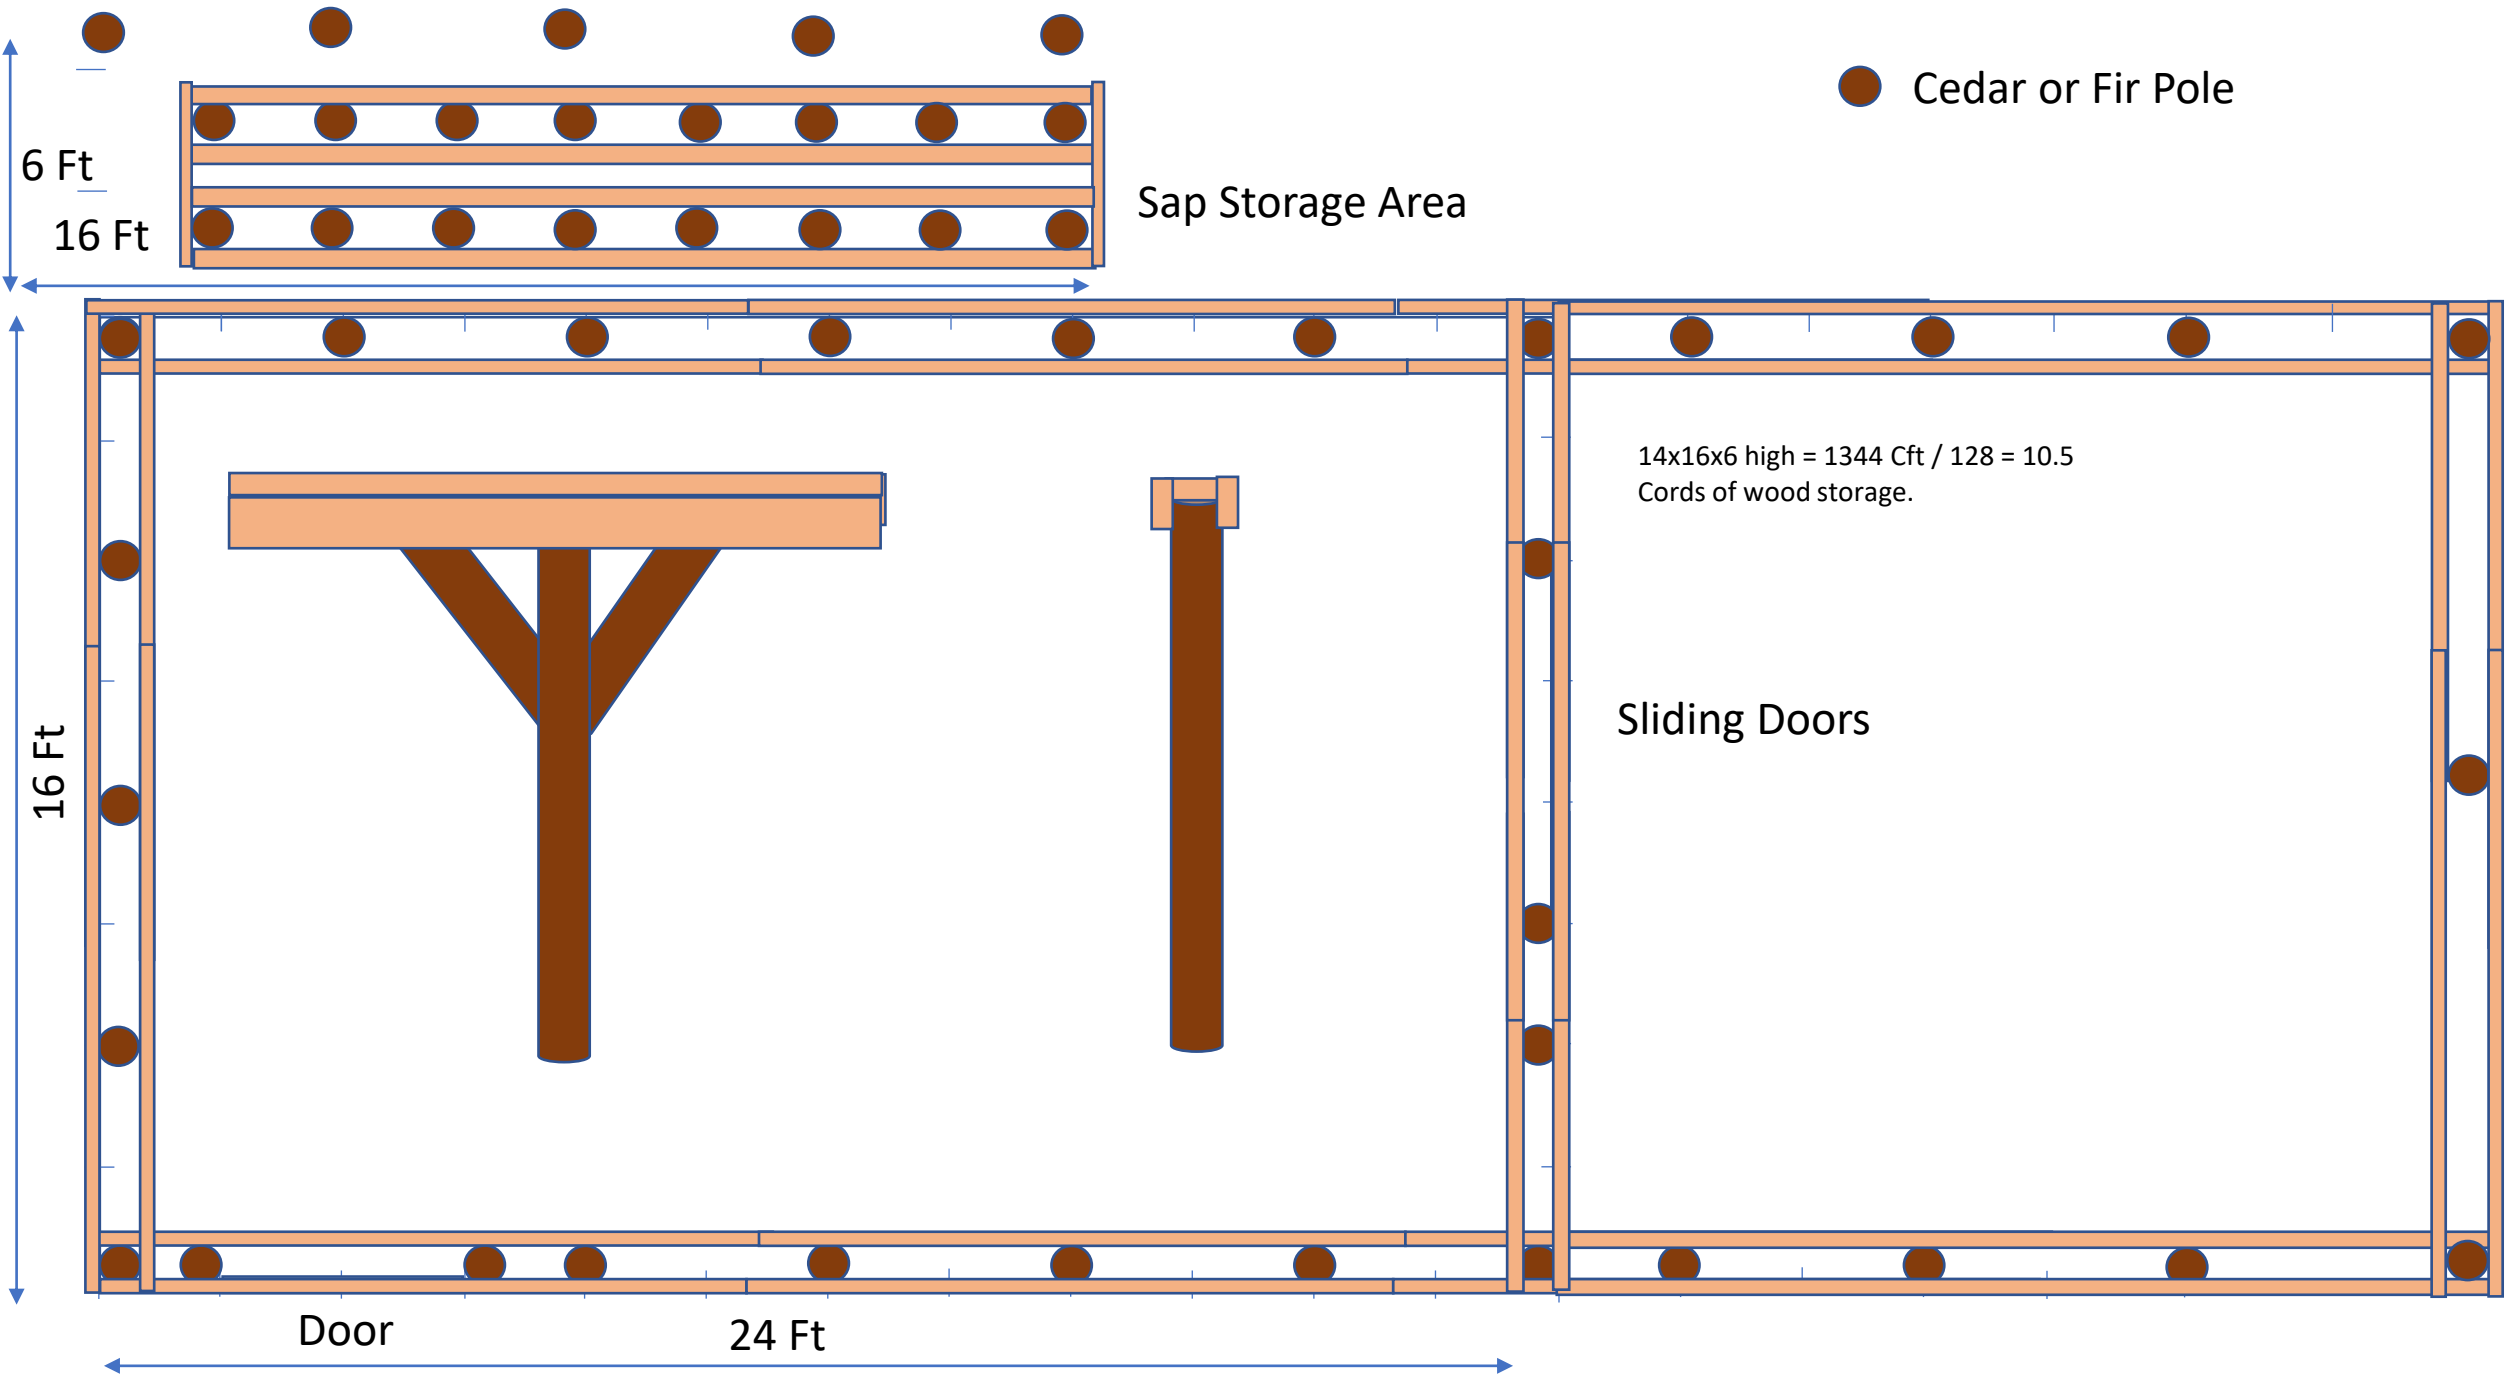 Cedar or Fir Pole
6 Ft
Sap Storage Area
16 Ft
14x16x6 high = 1344 Cft / 128 = 10.5
Cords of wood storage.
Sliding Doors
16 Ft
Door
24 Ft